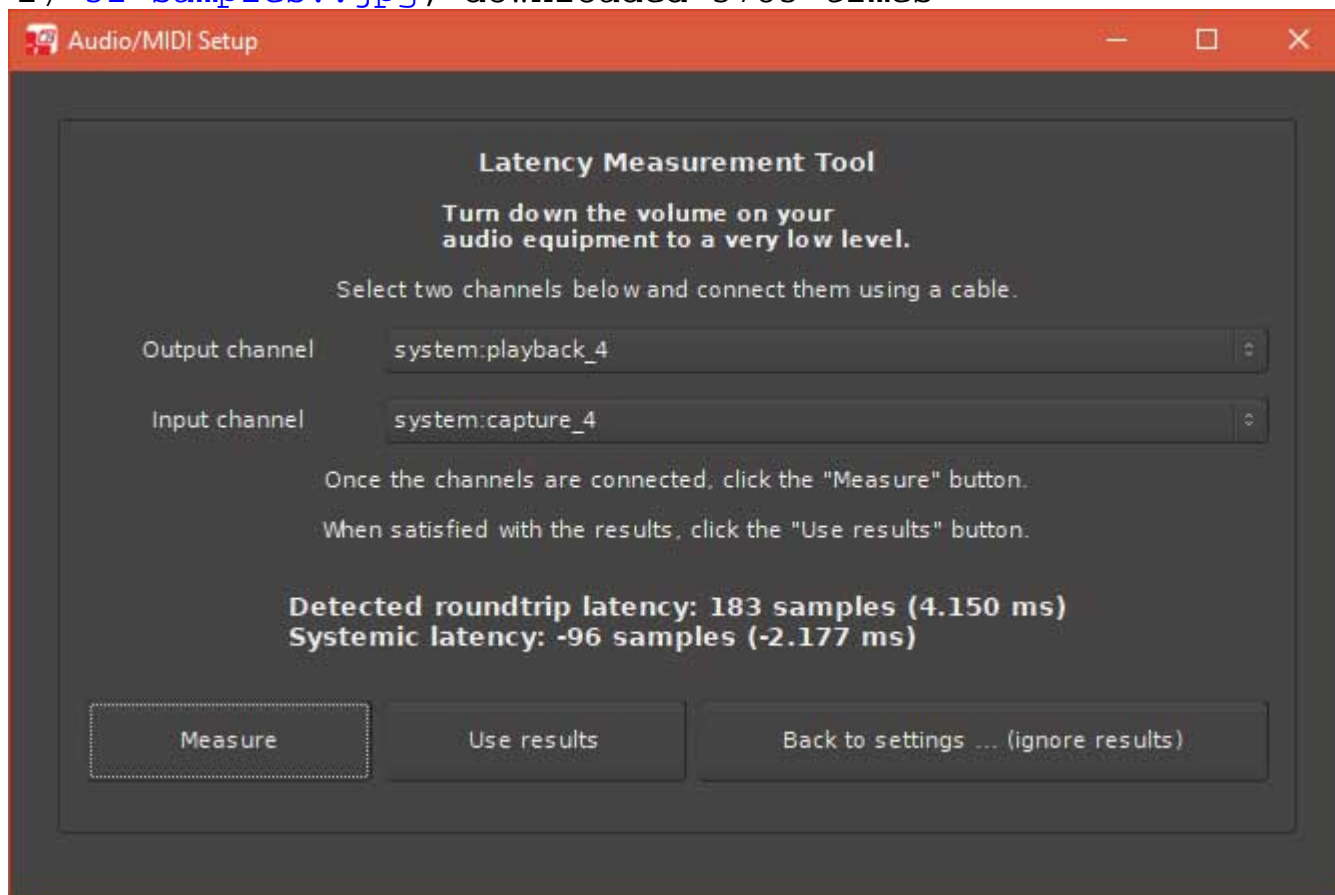 Audio/MIDI Setup
Latency Measurement Tool
Turn down the volume on your
audio equipment to a very low level.
Select two channels below and connect them using a cable.
Output channel system:playback_4
Input channel system:capture_4
Once the channels are connected, click the "Measure" button.
When satisfied with the results, click the "Use results" button.
Detected roundtrip latency: 183 samples (4.150 ms)
Systemic latency: -96 samples (-2.177 ms)
Measure Use results Back to settings ... (ignore results)